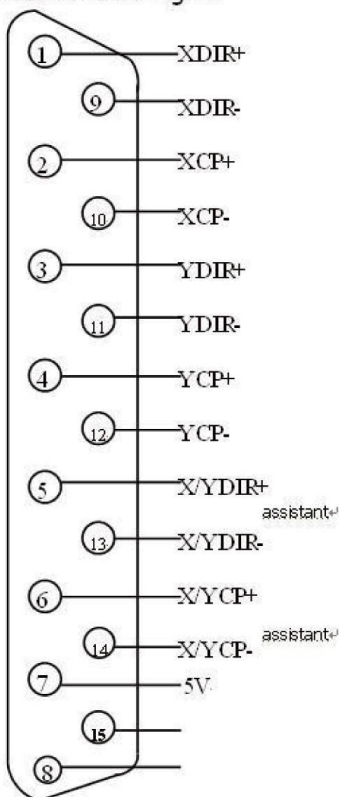 1 XDIR+
9 XDIR-
2 XCP+
10 XCP-
3 YDIR+
11 YDIR-
4 YCP+
12 YCP-
5 X/YDIR+
assistant↵
13 X/YDIR-
6 X/YCP+
14 X/YCP- assistant↵
7 5V
15
8